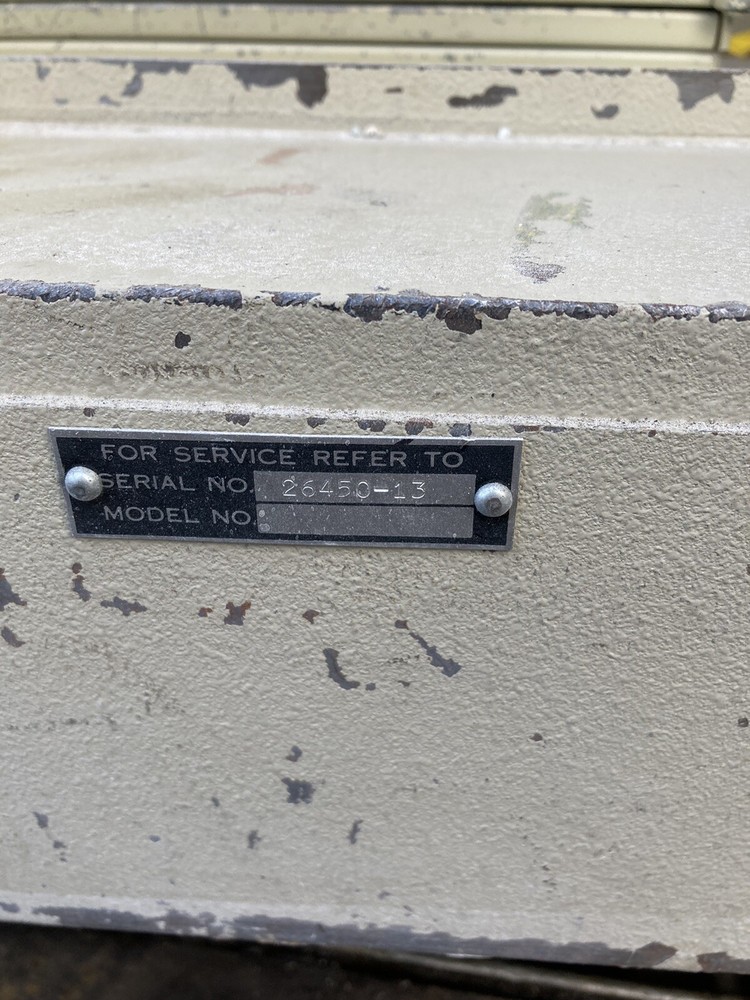 FOR SERVICE REFER TO
SERIAL NO. 26450-13
MODEL NO.